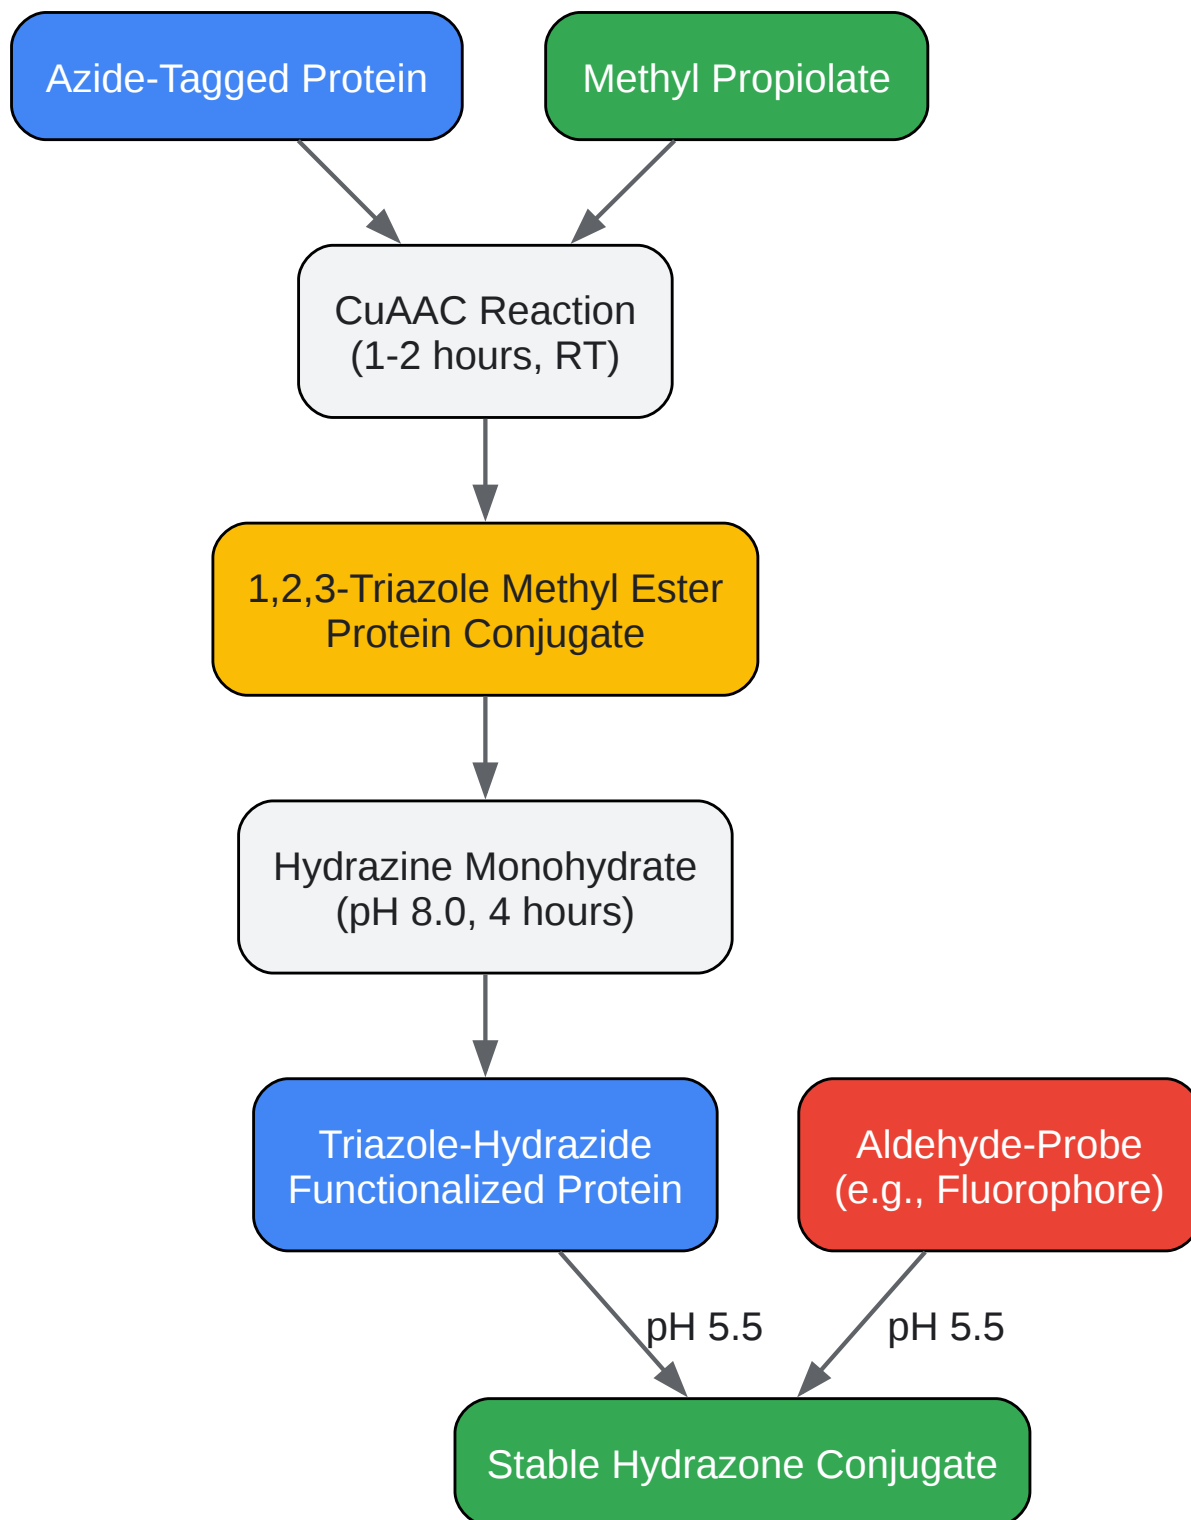 Azide-Tagged Protein
Methyl Propiolate
CuAAC Reaction
(1-2 hours, RT)
1,2,3-Triazole Methyl Ester
Protein Conjugate
Hydrazine Monohydrate
(pH 8.0, 4 hours)
Triazole-Hydrazide
Functionalized Protein
Aldehyde-Probe
(e.g., Fluorophore)
pH 5.5
pH 5.5
Stable Hydrazone Conjugate